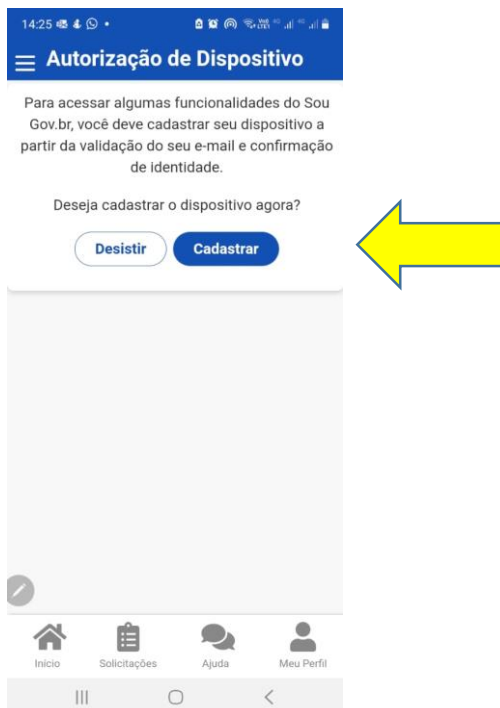 14:25
Autorização de Dispositivo
Para acessar algumas funcionalidades do Sou
Gov.br, você deve cadastrar seu dispositivo a
partir da validação do seu e-mail e confirmação
de identidade.
Deseja cadastrar o dispositivo agora?
Desistir Cadastrar
Início Solicitações Ajuda Meu Perfil